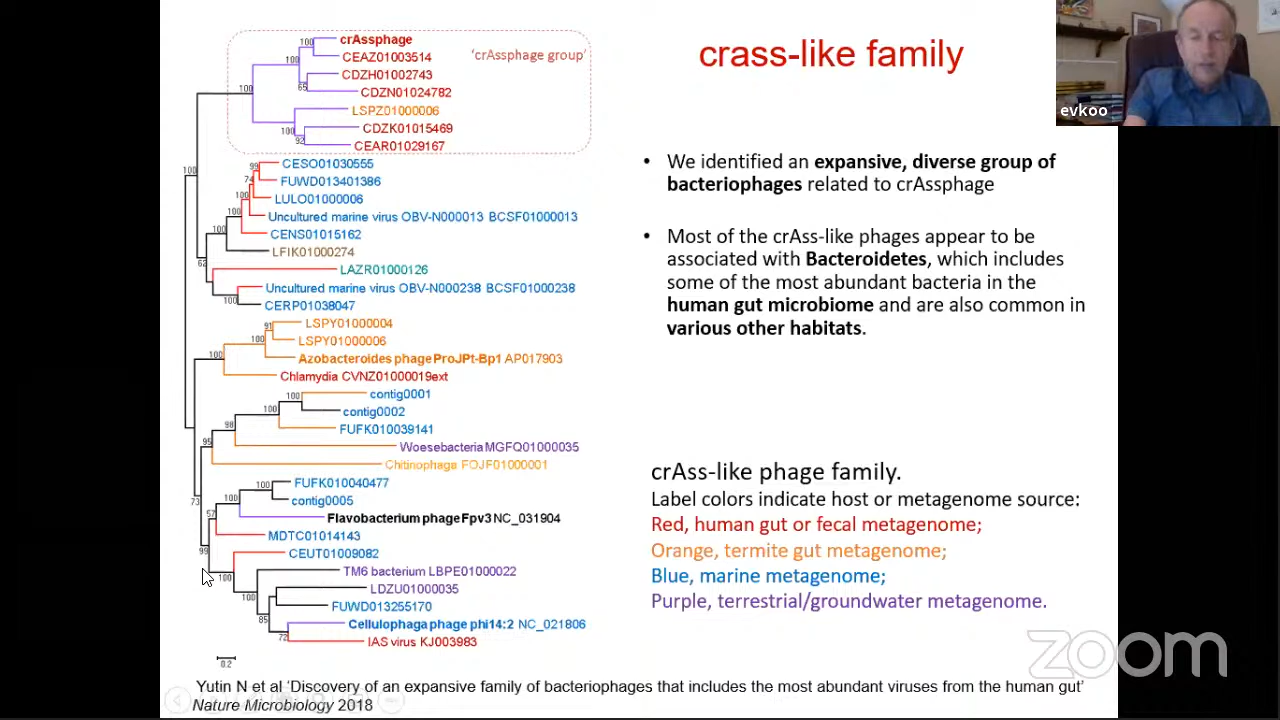 crass-like family
evkoo
100
crAssphage
'crAssphage group'
CEAZ01003514
100
CDZH01002743
65
CDZN01024782
100
LSPZ01000006
100
CDZK01015469
92
CEAR01029167
100
99
CESO01030555
74
FUWD013401386
100
LULO01000006
100
Uncultured marine virus OBV-N000013 BCSF01000013
100
CENS01015162
62
LFIK01000274
LAZR01000126
100
Uncultured marine virus OBV-N000238 BCSF01000238
CERP01038047
91
LSPY01000004
100
LSPY01000006
100
Azobacteroides phage ProJPt-Bp1 AP017903
Chlamydia CVNZ01000019ext
100
contig0001
100
contig0002
98
FUFK010039141
95
Woesebacteria MGFQ01000035
Chitinophaga FOJF01000001
73
100
FUFK010040477
100
contig0005
57
Flavobacterium phage Fpv3 NC_031904
99
MDTC01014143
CEUT01009082
100
TM6 bacterium LBPE01000022
100
LDZU01000035
85
FUWD013255170
72
Cellulophaga phage phi14:2 NC_021806
IAS virus KJ003983
0.2
• We identified an expansive, diverse group of
bacteriophages related to crAssphage
• Most of the crAss-like phages appear to be
associated with Bacteroidetes, which includes
some of the most abundant bacteria in the
human gut microbiome and are also common in
various other habitats.
crAss-like phage family.
Label colors indicate host or metagenome source:
Red, human gut or fecal metagenome;
Orange, termite gut metagenome;
Blue, marine metagenome;
Purple, terrestrial/groundwater metagenome.
zoom
Yutin N et al 'Discovery of an expansive family of bacteriophages that includes the most abundant viruses from the human gut'
Nature Microbiology 2018